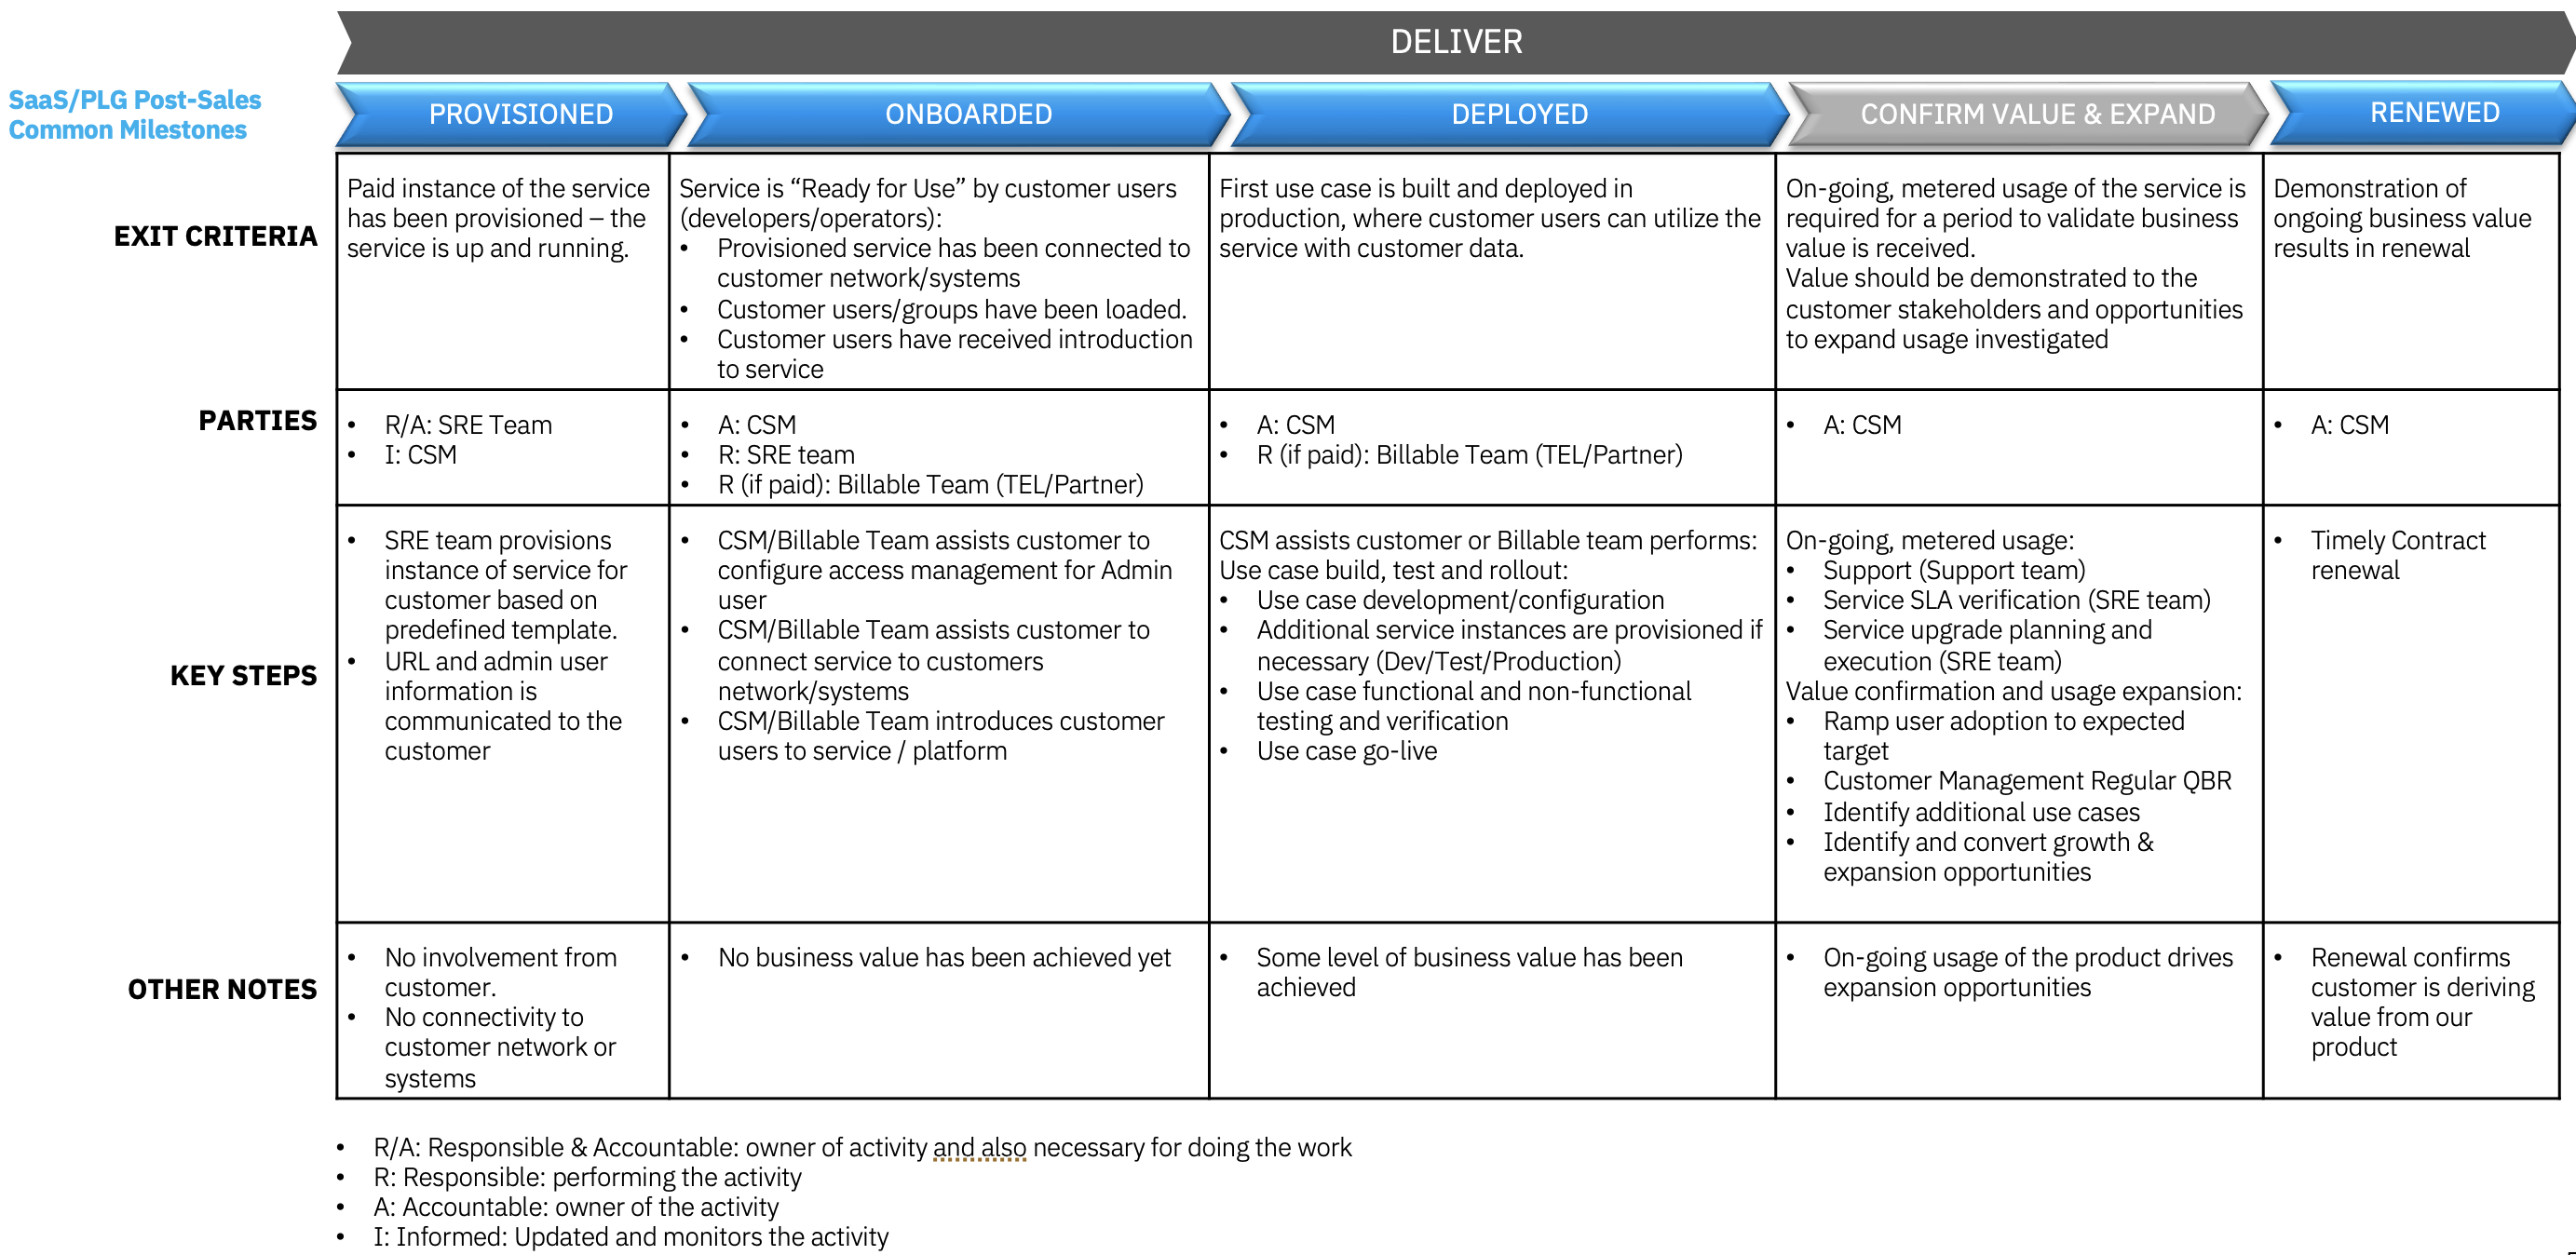 DELIVER
SaaS/PLG Post-Sales
Common Milestones
PROVISIONED
ONBOARDED
DEPLOYED
CONFIRM VALUE & EXPAND
RENEWED
EXIT CRITERIA
Paid instance of the service
has been provisioned – the
service is up and running.
Service is “Ready for Use” by customer users
(developers/operators):
• Provisioned service has been connected to
customer network/systems
• Customer users/groups have been loaded.
• Customer users have received introduction
to service
First use case is built and deployed in
production, where customer users can utilize the
service with customer data.
On-going, metered usage of the service is
required for a period to validate business
value is received.
Value should be demonstrated to the
customer stakeholders and opportunities
to expand usage investigated
Demonstration of
ongoing business value
results in renewal
PARTIES
• R/A: SRE Team
• I: CSM
• A: CSM
• R: SRE team
• R (if paid): Billable Team (TEL/Partner)
• A: CSM
• R (if paid): Billable Team (TEL/Partner)
• A: CSM
• A: CSM
KEY STEPS
• SRE team provisions
instance of service for
customer based on
predefined template.
• URL and admin user
information is
communicated to the
customer
• CSM/Billable Team assists customer to
configure access management for Admin
user
• CSM/Billable Team assists customer to
connect service to customers
network/systems
• CSM/Billable Team introduces customer
users to service / platform
CSM assists customer or Billable team performs:
Use case build, test and rollout:
• Use case development/configuration
• Additional service instances are provisioned if
necessary (Dev/Test/Production)
• Use case functional and non-functional
testing and verification
• Use case go-live
On-going, metered usage:
• Support (Support team)
• Service SLA verification (SRE team)
• Service upgrade planning and
execution (SRE team)
Value confirmation and usage expansion:
• Ramp user adoption to expected
target
• Customer Management Regular QBR
• Identify additional use cases
• Identify and convert growth &
expansion opportunities
• Timely Contract
renewal
OTHER NOTES
• No involvement from
customer.
• No connectivity to
customer network or
systems
• No business value has been achieved yet
• Some level of business value has been
achieved
• On-going usage of the product drives
expansion opportunities
• Renewal confirms
customer is deriving
value from our
product
• R/A: Responsible & Accountable: owner of activity and also necessary for doing the work
• R: Responsible: performing the activity
• A: Accountable: owner of the activity
• I: Informed: Updated and monitors the activity